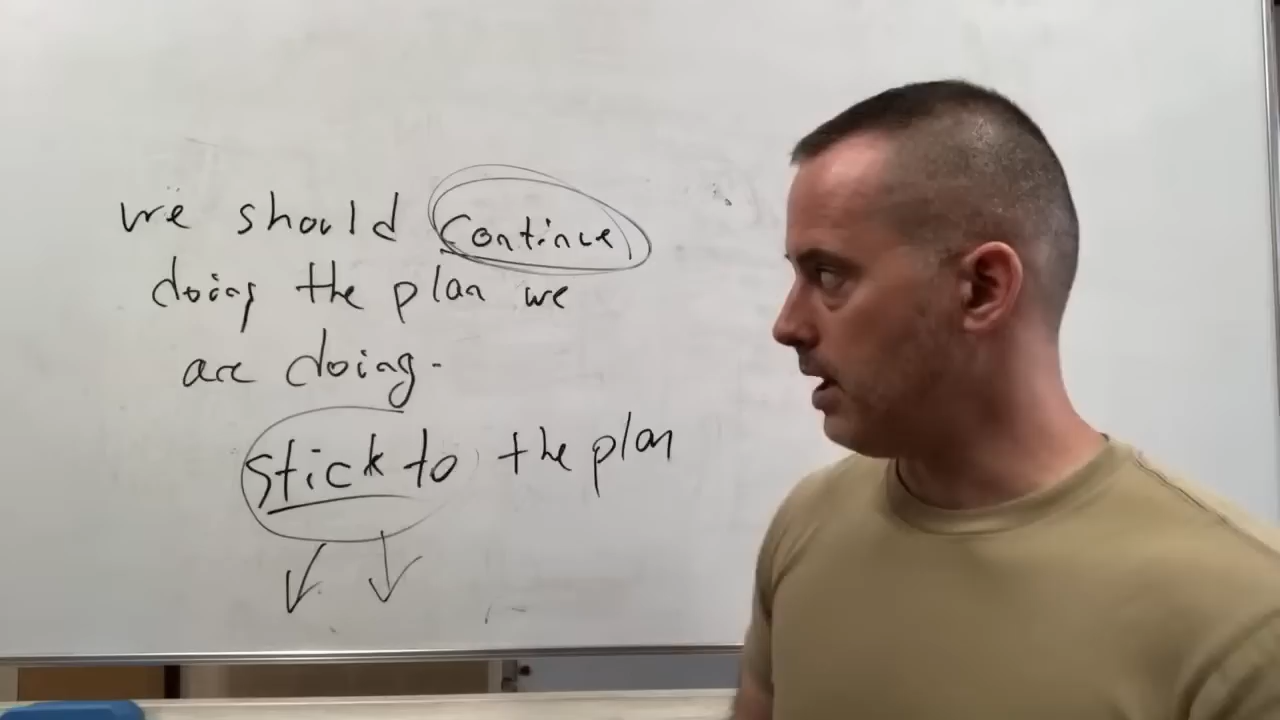 we should continue
doing the plan we
are doing.
stick to the plan